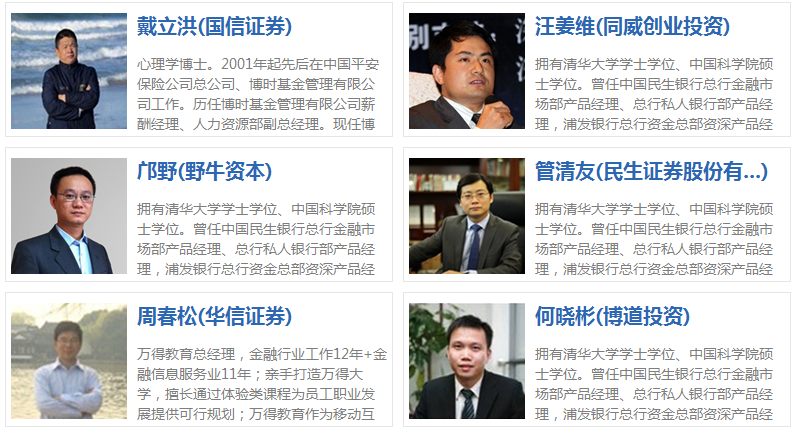 戴立洪(国信证券)
心理学博士。2001年起先后在中国平安
保险公司总公司、博时基金管理有限公
司工作。历任博时基金管理有限公司薪
酬经理、人力资源部副总经理。现任博
汪姜维(同威创业投资)
拥有清华大学学士学位、中国科学院硕
士学位。曾任中国民生银行总行金融市
场部产品经理、总行私人银行部产品经
理，浦发银行总行资金总部资深产品经
邝野(野牛资本)
拥有清华大学学士学位、中国科学院硕
士学位。曾任中国民生银行总行金融市
场部产品经理、总行私人银行部产品经
理，浦发银行总行资金总部资深产品经
管清友(民生证券股份有...)
拥有清华大学学士学位、中国科学院硕
士学位。曾任中国民生银行总行金融市
场部产品经理、总行私人银行部产品经
理，浦发银行总行资金总部资深产品经
周春松(华信证券)
万得教育总经理，金融行业工作12年+金
融信息服务业11年；亲手打造万得大
学，擅长通过体验类课程为员工职业发
展提供可行规划；万得教育作为移动互
何晓彬(博道投资)
拥有清华大学学士学位、中国科学院硕
士学位。曾任中国民生银行总行金融市
场部产品经理、总行私人银行部产品经
理，浦发银行总行资金总部资深产品经